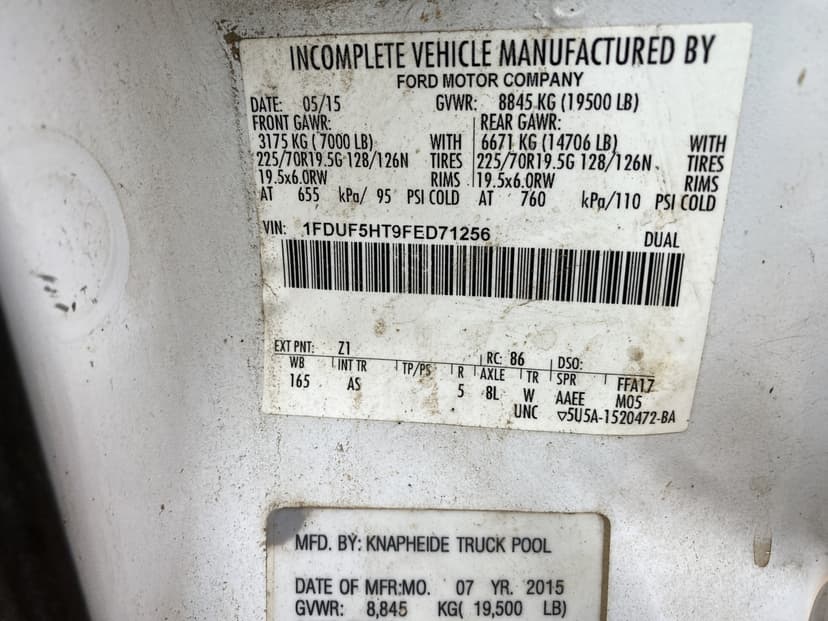 INCOMPLETE VEHICLE MANUFACTURED BY
FORD MOTOR COMPANY
DATE: 05/15 GVWR: 8845 KG (19500 LB)
FRONT GAWR: REAR GAWR:
3175 KG (7000 LB) WITH 6671 KG (14706 LB) WITH
225/70R19.5G 128/126N TIRES 225/70R19.5G 128/126N TIRES
19.5x6.0RW RIMS 19.5x6.0RW RIMS
AT 655 kPa/ 95 PSI COLD AT 760 kPa/110 PSI COLD
VIN: 1FDUF5HT9FED71256 DUAL
EXT PNT: Z1 RC: 86 DSO:
WB INT TR TP/PS R AXLE TR SPR FFA17
165 AS 5 8L W AAEE M05
UNC ▽5U5A-1520472-BA
MFD. BY: KNAPHEIDE TRUCK POOL
DATE OF MFR:MO. 07 YR. 2015
GVWR: 8,845 KG( 19,500 LB)